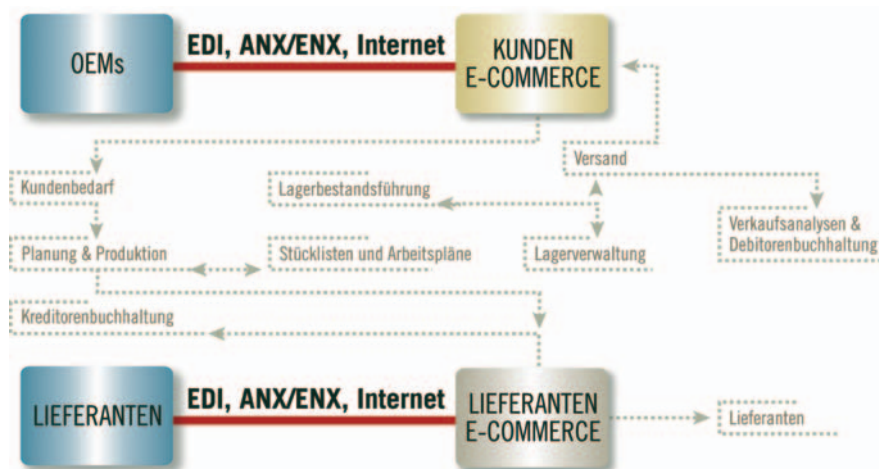 OEMs
EDI, ANX/ENX, Internet
KUNDEN
E-COMMERCE
Versand
Kundenbedarf
Lagerbestandsführung
Verkaufsanalysen &
Debitorenbuchhaltung
Planung & Produktion
Stücklisten und Arbeitspläne
Lagerverwaltung
Kreditorenbuchhaltung
LIEFERANTEN
EDI, ANX/ENX, Internet
LIEFERANTEN
E-COMMERCE
Lieferanten